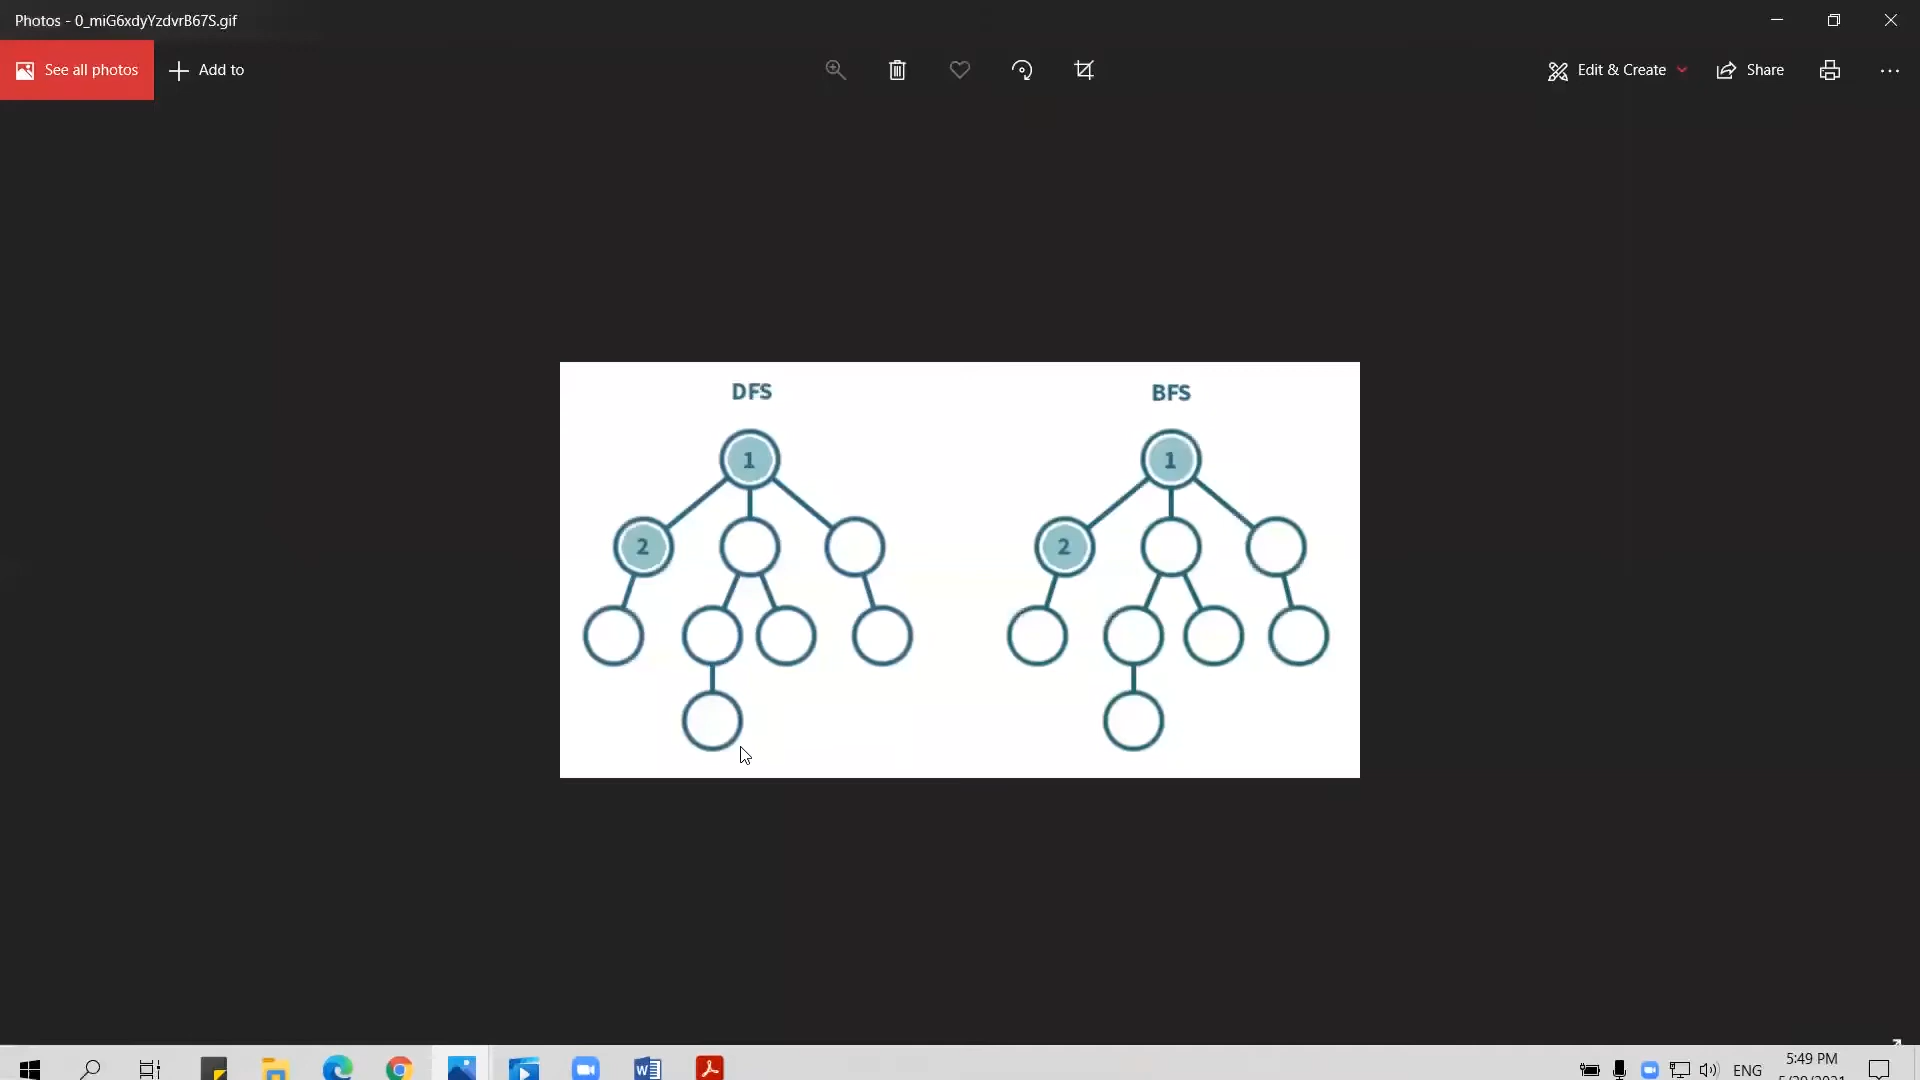 Photos - 0_miG6xdyYzdvrB67S.gif
See all photos
Add to
Edit & Create
Share
DFS
BFS
1
1
2
2
ENG
5:49 PM